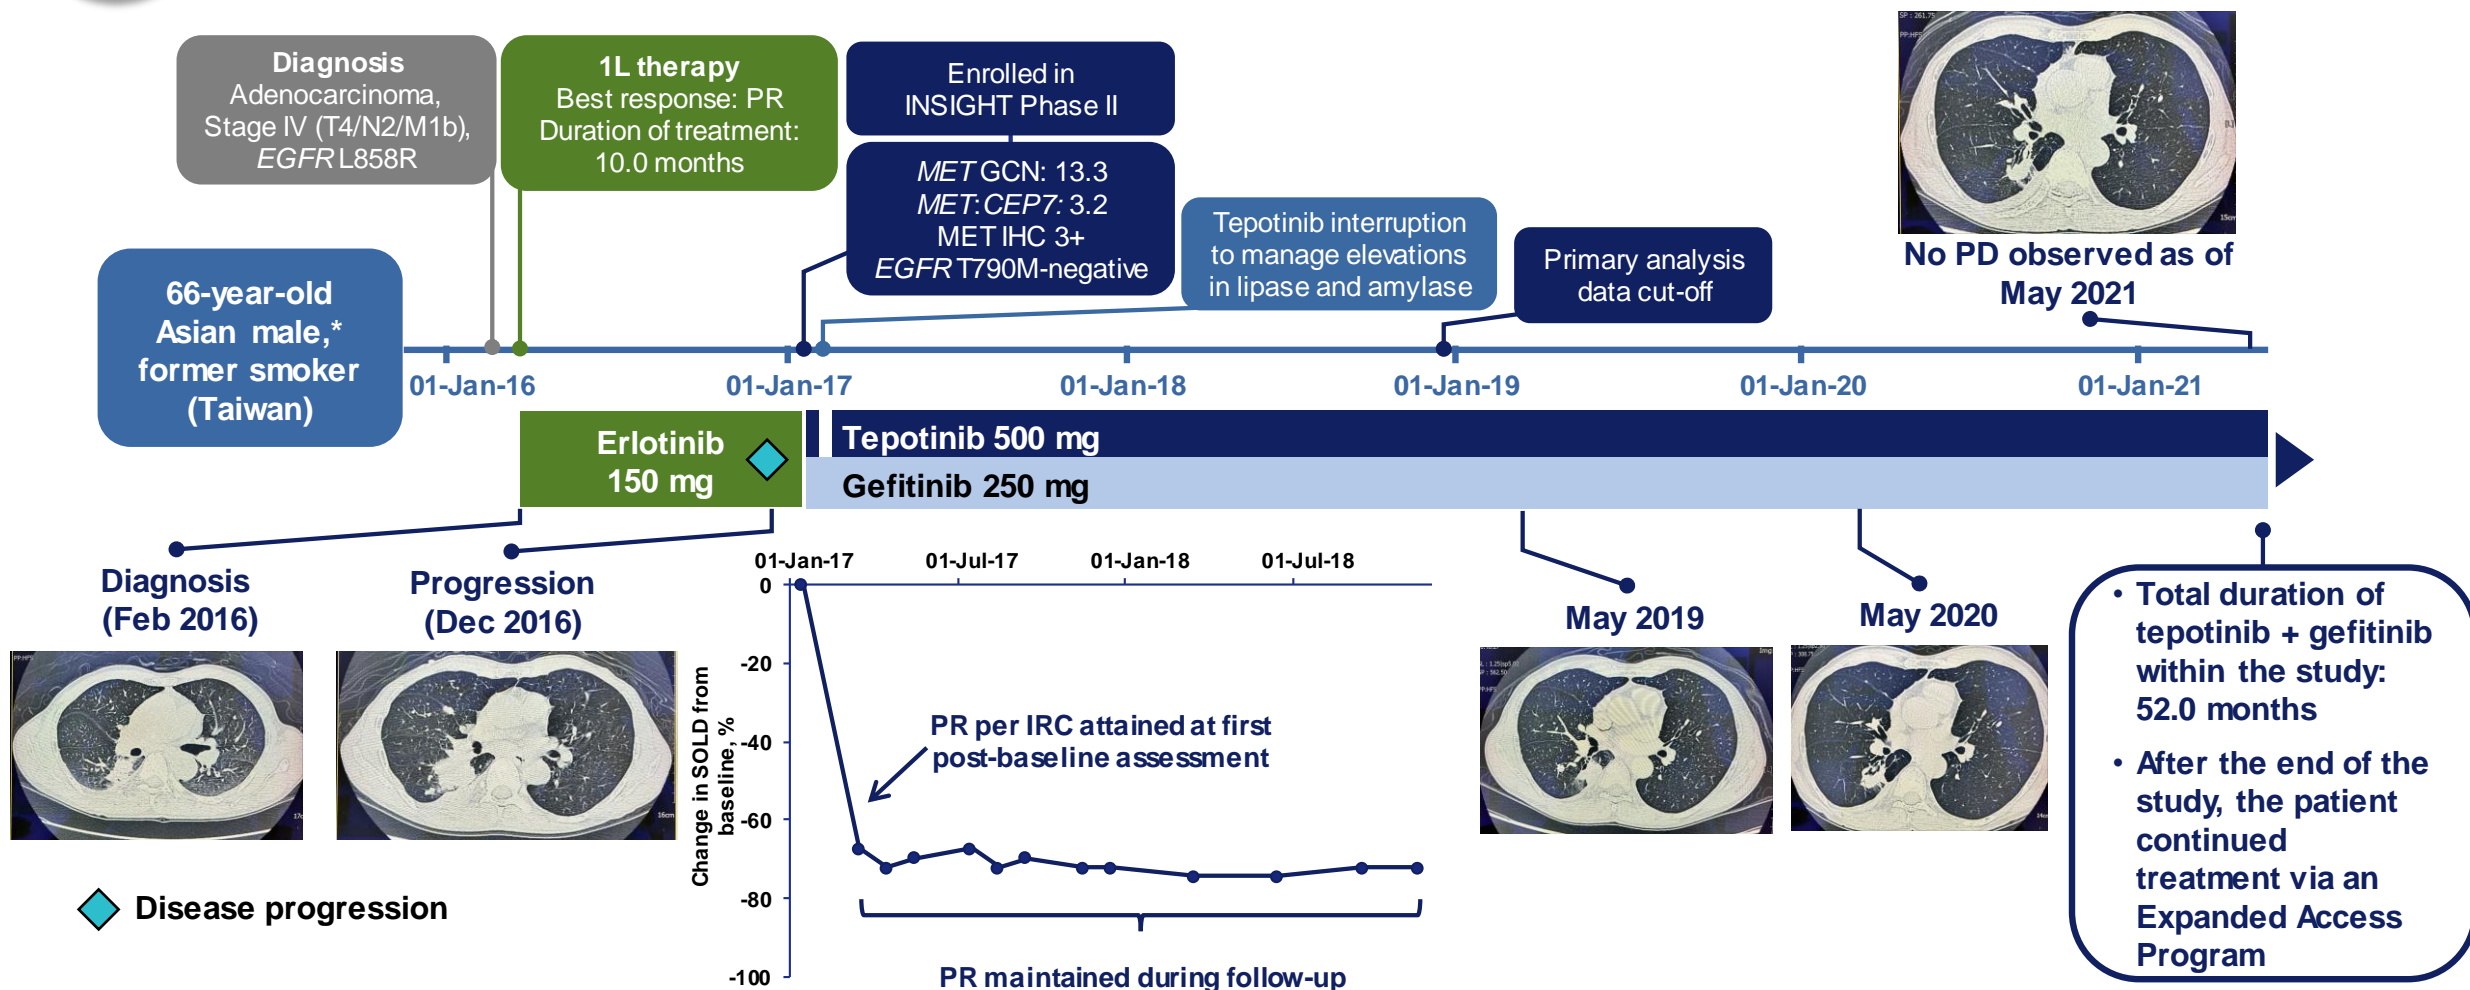 Diagnosis
Adenocarcinoma,
Stage IV (T4/N2/M1b),
EGFR L858R
1L therapy
Best response: PR
Duration of treatment:
10.0 months
Enrolled in
INSIGHT Phase II
MET GCN: 13.3
MET:CEP7: 3.2
MET IHC 3+
EGFR T790M-negative
Tepotinib interruption
to manage elevations
in lipase and amylase
Primary analysis
data cut-off
No PD observed as of
May 2021
66-year-old
Asian male,*
former smoker
(Taiwan)
01-Jan-16
01-Jan-17
01-Jan-18
01-Jan-19
01-Jan-20
01-Jan-21
Erlotinib
150 mg
Tepotinib 500 mg
Gefitinib 250 mg
Diagnosis
(Feb 2016)
Progression
(Dec 2016)
01-Jan-17
01-Jul-17
01-Jan-18
01-Jul-18
0
-20
-40
-60
-80
-100
Change in SOLD from
baseline, %
PR per IRC attained at first
post-baseline assessment
PR maintained during follow-up
May 2019
May 2020
• Total duration of
tepotinib + gefitinib
within the study:
52.0 months
• After the end of the
study, the patient
continued
treatment via an
Expanded Access
Program
Disease progression